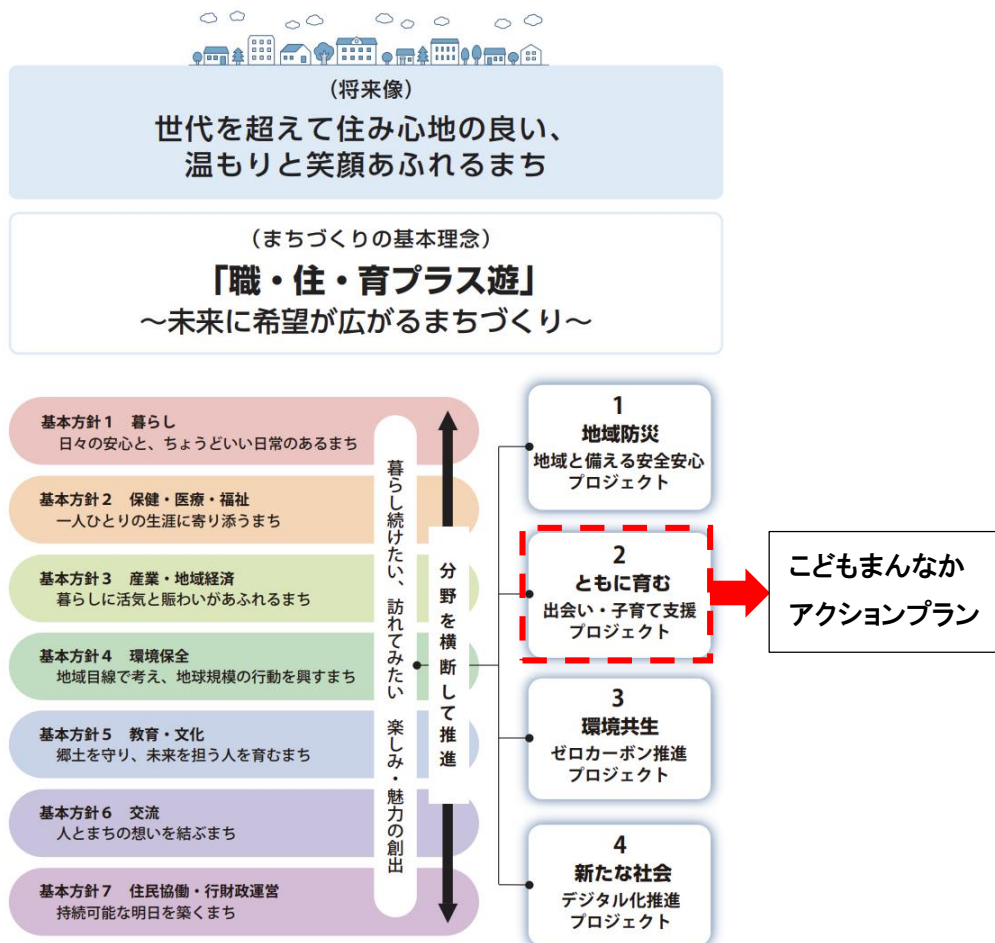 (将来像)
世代を超えて住み心地の良い、
温もりと笑顔あふれるまち
(まちづくりの基本理念)
「職・住・育プラス遊」
～未来に希望が広がるまちづくり～
基本方針1 暮らし
日々の安心と、ちょうどいい日常のあるまち
基本方針2 保健・医療・福祉
一人ひとりの生涯に寄り添うまち
基本方針3 産業・地域経済
暮らしに活気と賑わいがあふれるまち
基本方針4 環境保全
地域目線で考え、地球規模の行動を興すまち
基本方針5 教育・文化
郷土を守り、未来を担う人を育むまち
基本方針6 交流
人とまちの想いを結ぶまち
基本方針7 住民協働・行財政運営
持続可能な明日を築くまち
暮らし続けたい、訪れてみたい 楽しみ・魅力の創出
分野を横断して推進
1
地域防災
地域と備える安全安心
プロジェクト
2
ともに育む
出会い・子育て支援
プロジェクト
3
環境共生
ゼロカーボン推進
プロジェクト
4
新たな社会
デジタル化推進
プロジェクト
こどもまんなか
アクションプラン